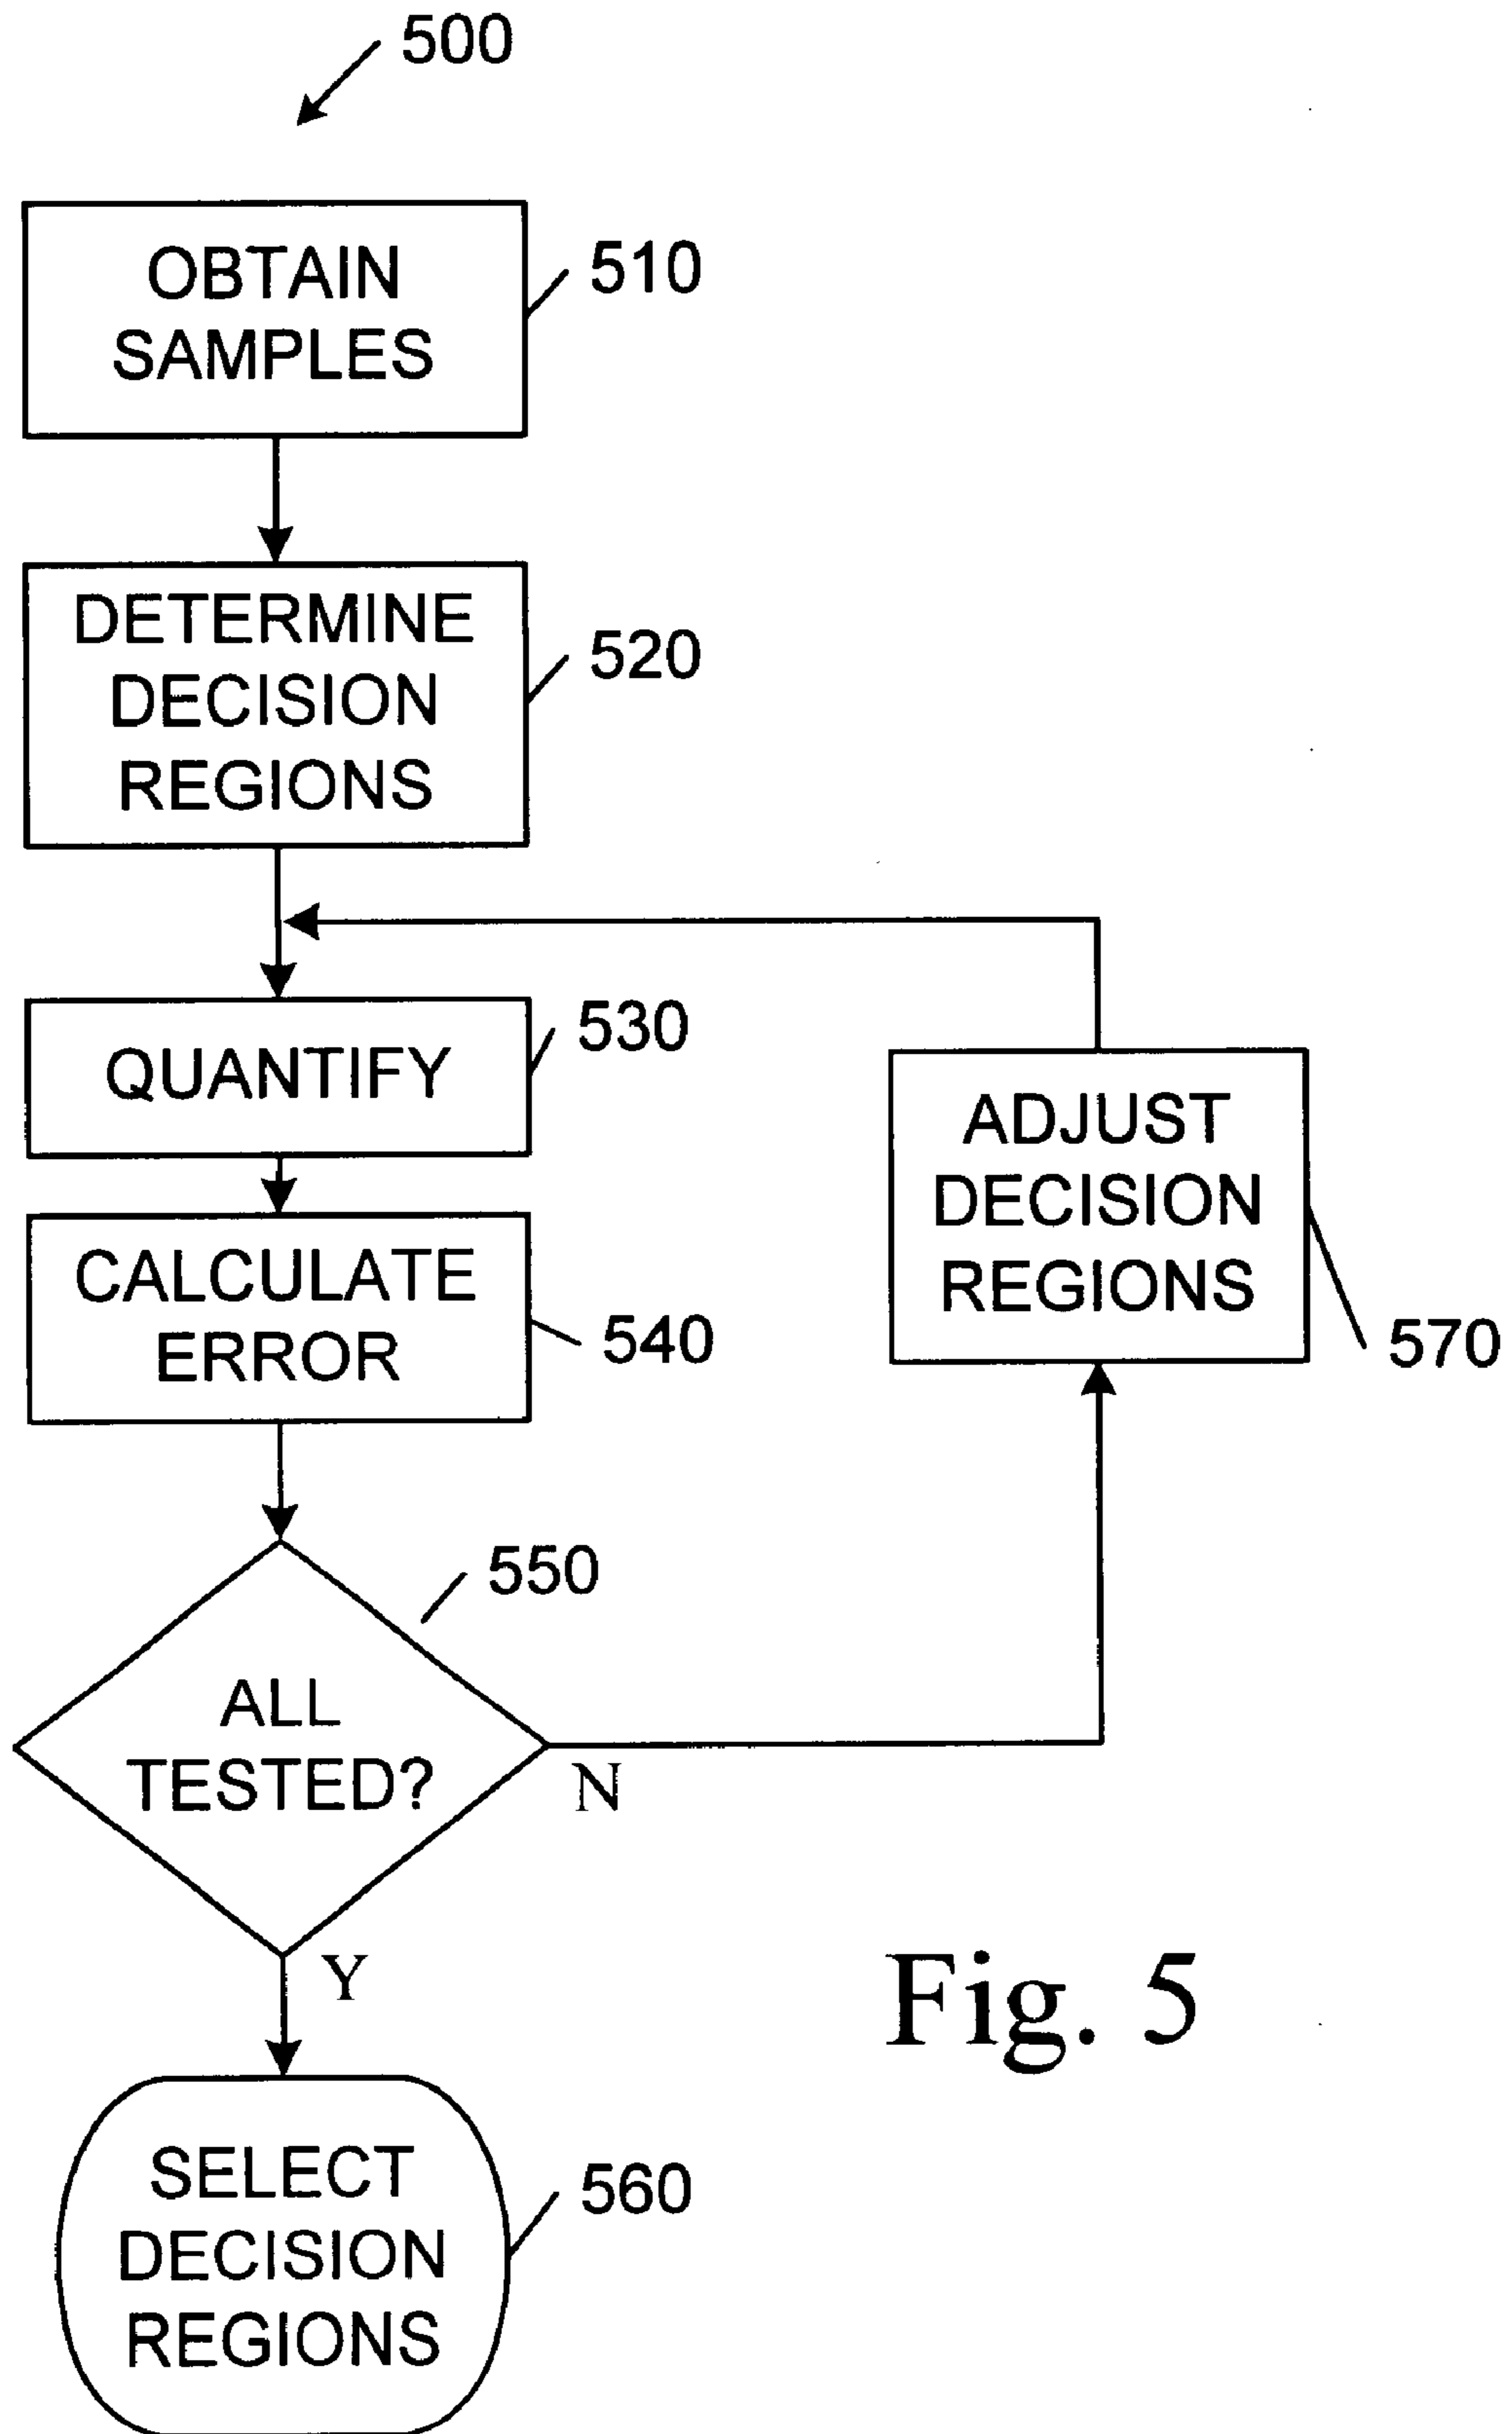 500
OBTAIN
SAMPLES
510
DETERMINE
DECISION
REGIONS
520
QUANTIFY
530
CALCULATE
ERROR
540
ADJUST
DECISION
REGIONS
570
550
ALL
TESTED?
N
Y
SELECT
DECISION
REGIONS
560
Fig. 5